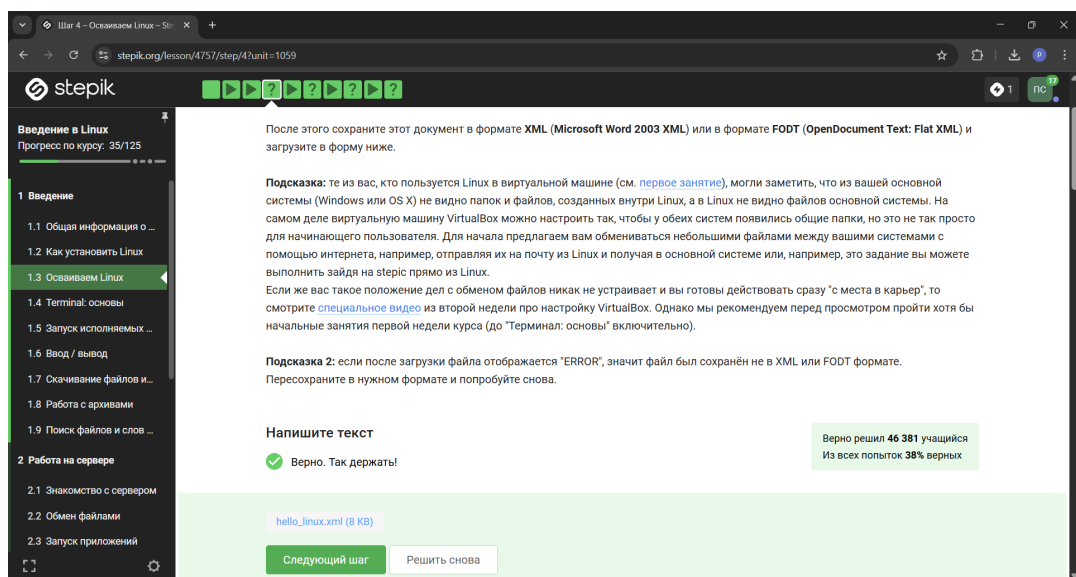 Шаг 4 – Осваиваем Linux – Ste
stepik.org/lesson/4757/step/4?unit=1059
P
stepik
? ? ? ?
1
ПС
17
Введение в Linux
Прогресс по курсу: 35/125
1 Введение
1.1 Общая информация о ...
1.2 Как установить Linux
1.3 Осваиваем Linux
1.4 Terminal: основы
1.5 Запуск исполняемых ...
1.6 Ввод / вывод
1.7 Скачивание файлов и...
1.8 Работа с архивами
1.9 Поиск файлов и слов ...
2 Работа на сервере
2.1 Знакомство с сервером
2.2 Обмен файлами
2.3 Запуск приложений
После этого сохраните этот документ в формате XML (Microsoft Word 2003 XML) или в формате FODT (OpenDocument Text: Flat XML) и
загрузите в форму ниже.
Подсказка: те из вас, кто пользуется Linux в виртуальной машине (см. первое занятие), могли заметить, что из вашей основной
системы (Windows или OS X) не видно папок и файлов, созданных внутри Linux, а в Linux не видно файлов основной системы. На
самом деле виртуальную машину VirtualBox можно настроить так, чтобы у обеих систем появились общие папки, но это не так просто
для начинающего пользователя. Для начала предлагаем вам обмениваться небольшими файлами между вашими системами с
помощью интернета, например, отправляя их на почту из Linux и получая в основной системе или, например, это задание вы можете
выполнить зайдя на stepic прямо из Linux.
Если же вас такое положение дел с обменом файлов никак не устраивает и вы готовы действовать сразу "с места в карьер", то
смотрите специальное видео из второй недели про настройку VirtualBox. Однако мы рекомендуем перед просмотром пройти хотя бы
начальные занятия первой недели курса (до "Терминал: основы" включительно).
Подсказка 2: если после загрузки файла отображается "ERROR", значит файл был сохранён не в XML или FODT формате.
Пересохраните в нужном формате и попробуйте снова.
Напишите текст
Верно. Так держать!
Верно решил 46 381 учащийся
Из всех попыток 38% верных
hello_linux.xml (8 KB)
Следующий шаг
Решить снова